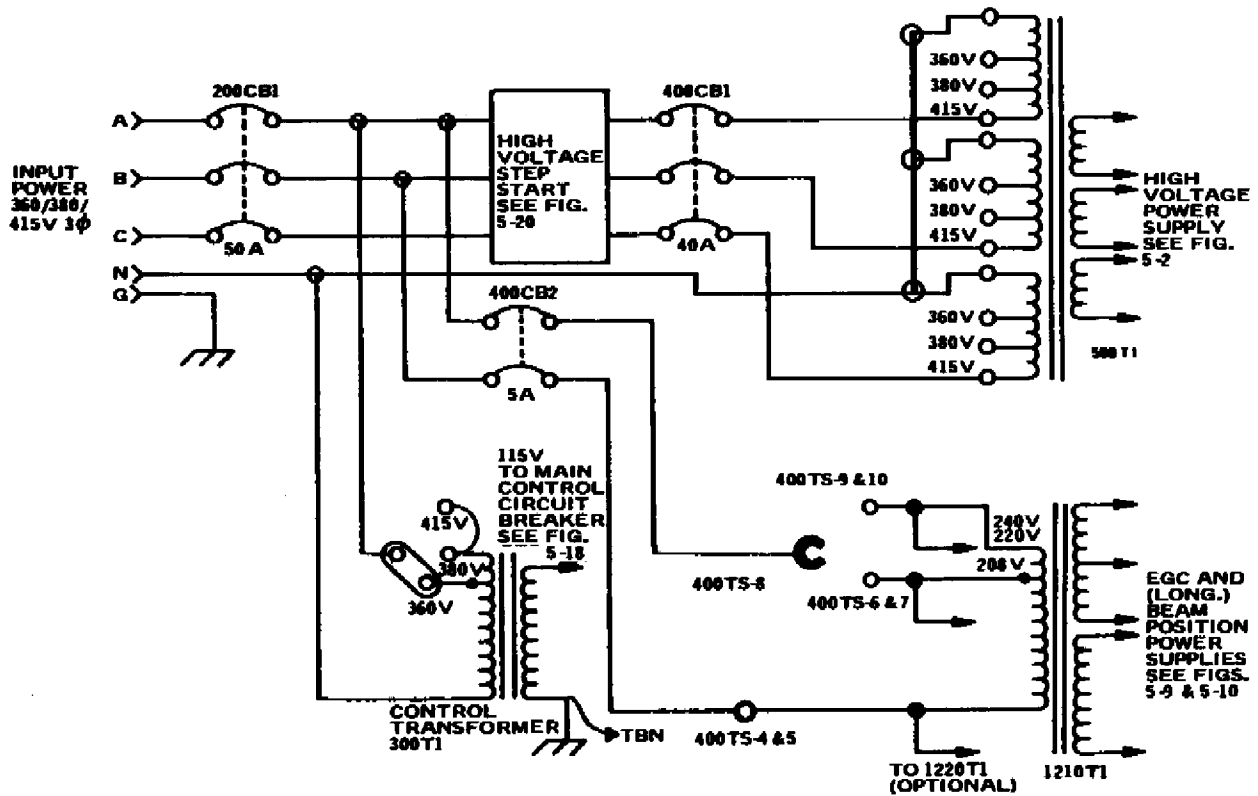 200CB1
400CB1
A
B
C
N
G
INPUT
POWER
360/380/
415V 3ϕ
50A
HIGH
VOLTAGE
STEP
START
SEE FIG.
5-20
40A
360V
380V
415V
360V
380V
415V
360V
380V
415V
HIGH
VOLTAGE
POWER
SUPPLY
SEE FIG.
5-2
500T1
400CB2
5A
115V
TO MAIN
CONTROL
CIRCUIT
BREAKER
SEE FIG.
5-18
415V
380V
360V
CONTROL
TRANSFORMER
300T1
TBN
400TS-8
400TS-9 &10
400TS-6 &7
400TS-4 &5
240V
220V
208V
TO 1220T1
(OPTIONAL)
1210T1
EGC AND
(LONG.)
BEAM
POSITION
POWER
SUPPLIES
SEE FIGS.
5-9 & 5-10